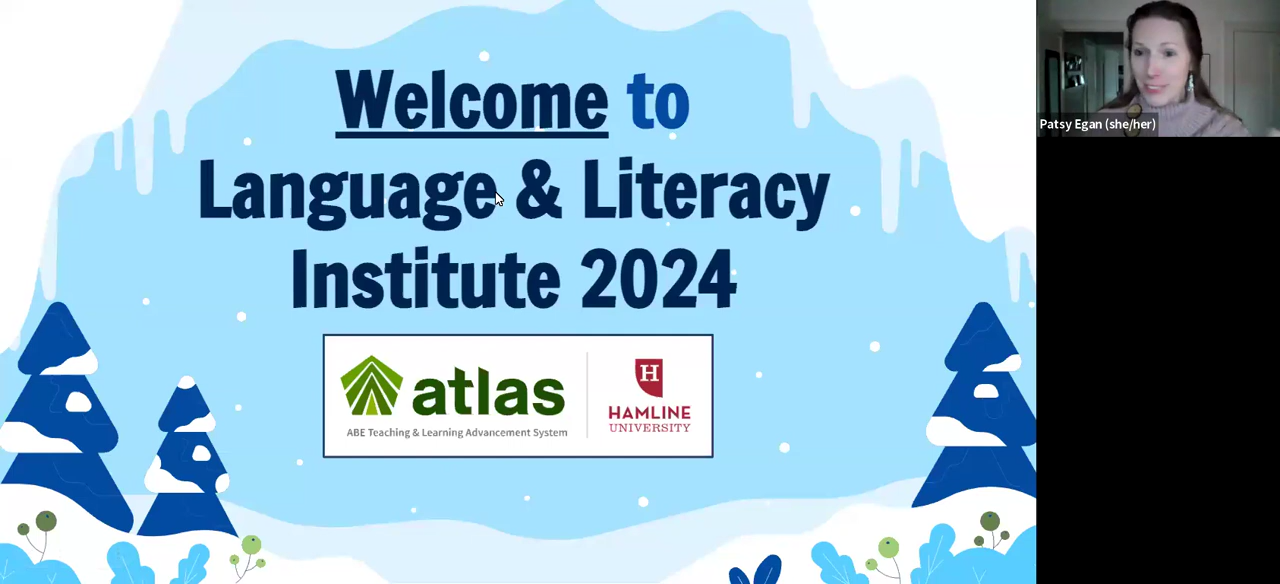 Welcome to
Language & Literacy
Institute 2024
atlas
ABE Teaching & Learning Advancement System
H
HAMLINE
UNIVERSITY
Patsy Egan (she/her)